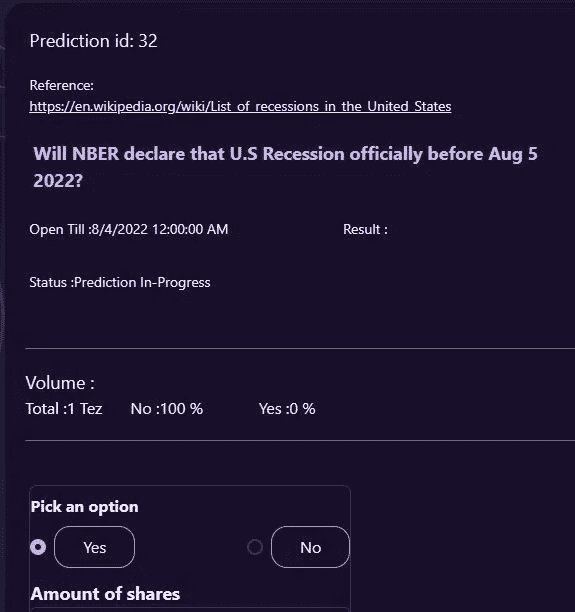 Prediction id: 32
Reference:
https://en.wikipedia.org/wiki/List_of_recessions_in_the_United_States
Will NBER declare that U.S Recession officially before Aug 5
2022?
Open Till :8/4/2022 12:00:00 AM Result :
Status :Prediction In-Progress
Volume :
Total :1 Tez No :100 % Yes :0 %
Pick an option
Yes No
Amount of shares